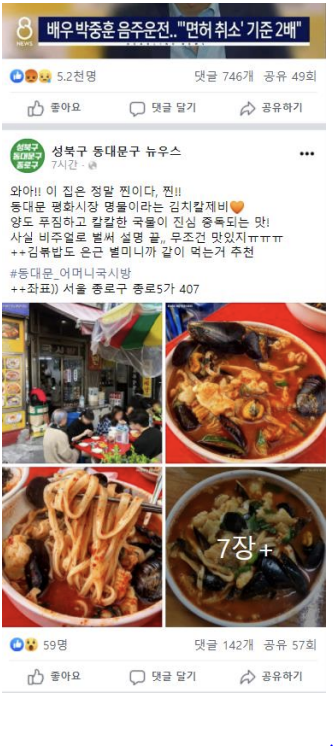 8
NEWS
배우 박중훈 음주운전.."'면허 취소' 기준 2배"
5.2천명
댓글 746개 공유 49회
좋아요
댓글 달기
공유하기
성북구
동대문구
종로구
성북구 동대문구 뉴우스
7시간 ·
와아!! 이 집은 정말 찐이다, 찐!!
동대문 평화시장 명물이라는 김치칼제비🧡
양도 푸짐하고 칼칼한 국물이 진심 중독되는 맛!
사실 비주얼로 벌써 설명 끝,, 무조건 맛있지ㅠㅠㅠ
++김볶밥도 은근 별미니까 같이 먹는거 추천
#동대문_어머니국시방
++좌표)) 서울 종로구 종로5가 407
7장+
59명
댓글 142개 공유 57회
좋아요
댓글 달기
공유하기